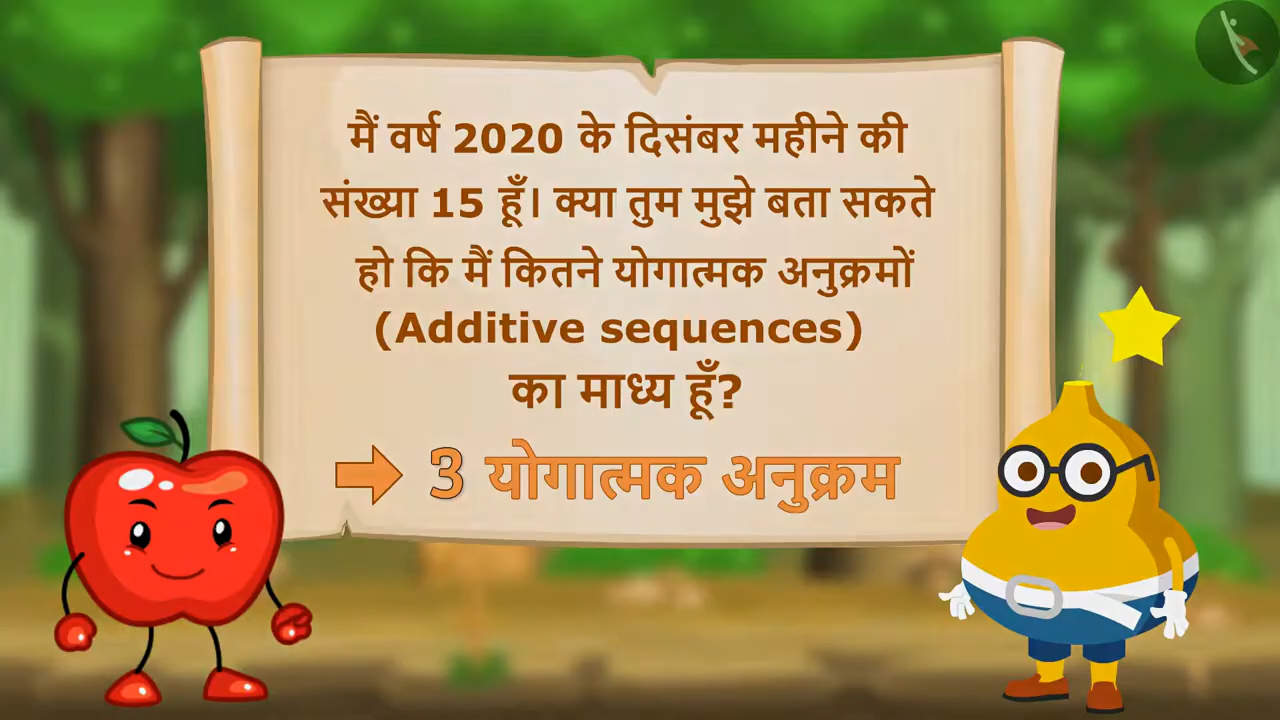 मैं वर्ष 2020 के दिसंबर महीने की
संख्या 15 हूँ। क्या तुम मुझे बता सकते
हो कि मैं कितने योगात्मक अनुक्रमों
(Additive sequences)
का माध्य हूँ?
3 योगात्मक अनुक्रम